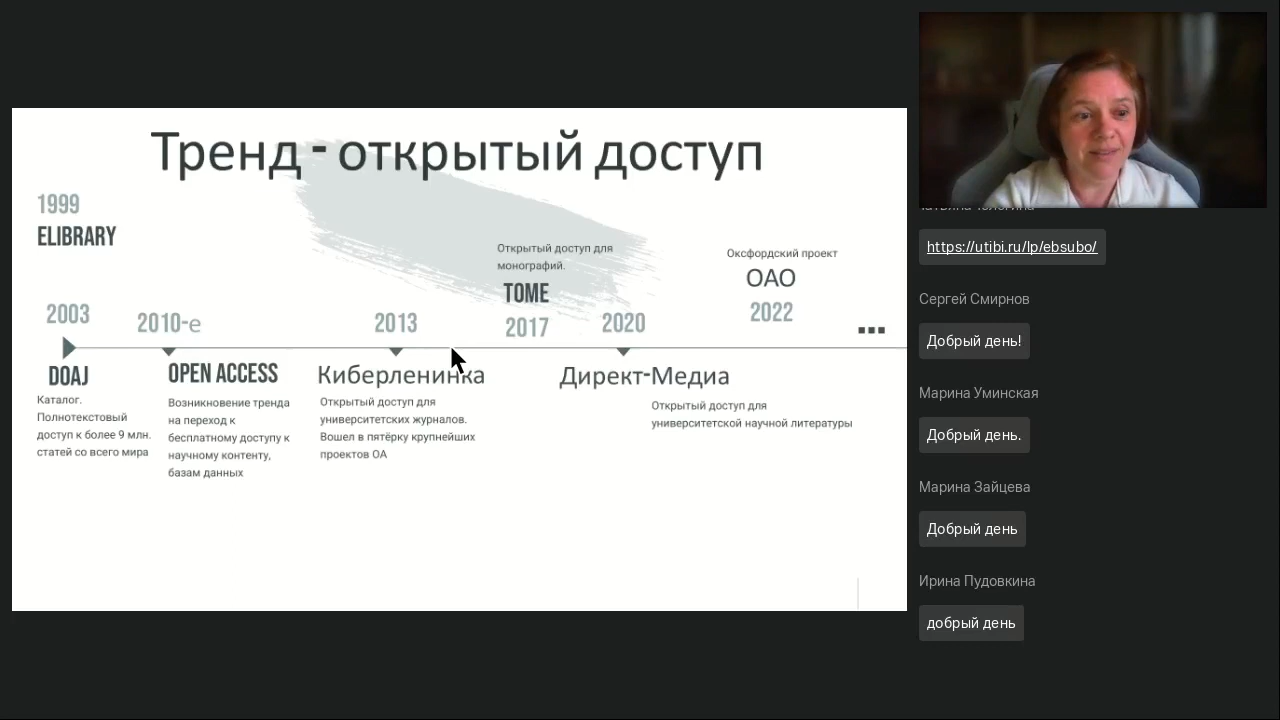 Тренд - открытый доступ
1999
ELIBRARY
Открытый доступ для
монографий.
TOME
2017
Оксфордский проект
ОАО
2022
2003
2010-е
2013
2020
...
DOAJ
Каталог.
Полнотекстовый
доступ к более 9 млн.
статей со всего мира
OPEN ACCESS
Возникновение тренда
на переход к
бесплатному доступу к
научному контенту,
базам данных
Киберленинка
Открытый доступ для
университетских журналов.
Вошел в пятёрку крупнейших
проектов ОА
Директ-Медиа
Открытый доступ для
университетской научной литературы
https://utibi.ru/lp/ebsubo/
Сергей Смирнов
Добрый день!
Марина Уминская
Добрый день.
Марина Зайцева
Добрый день
Ирина Пудовкина
добрый день